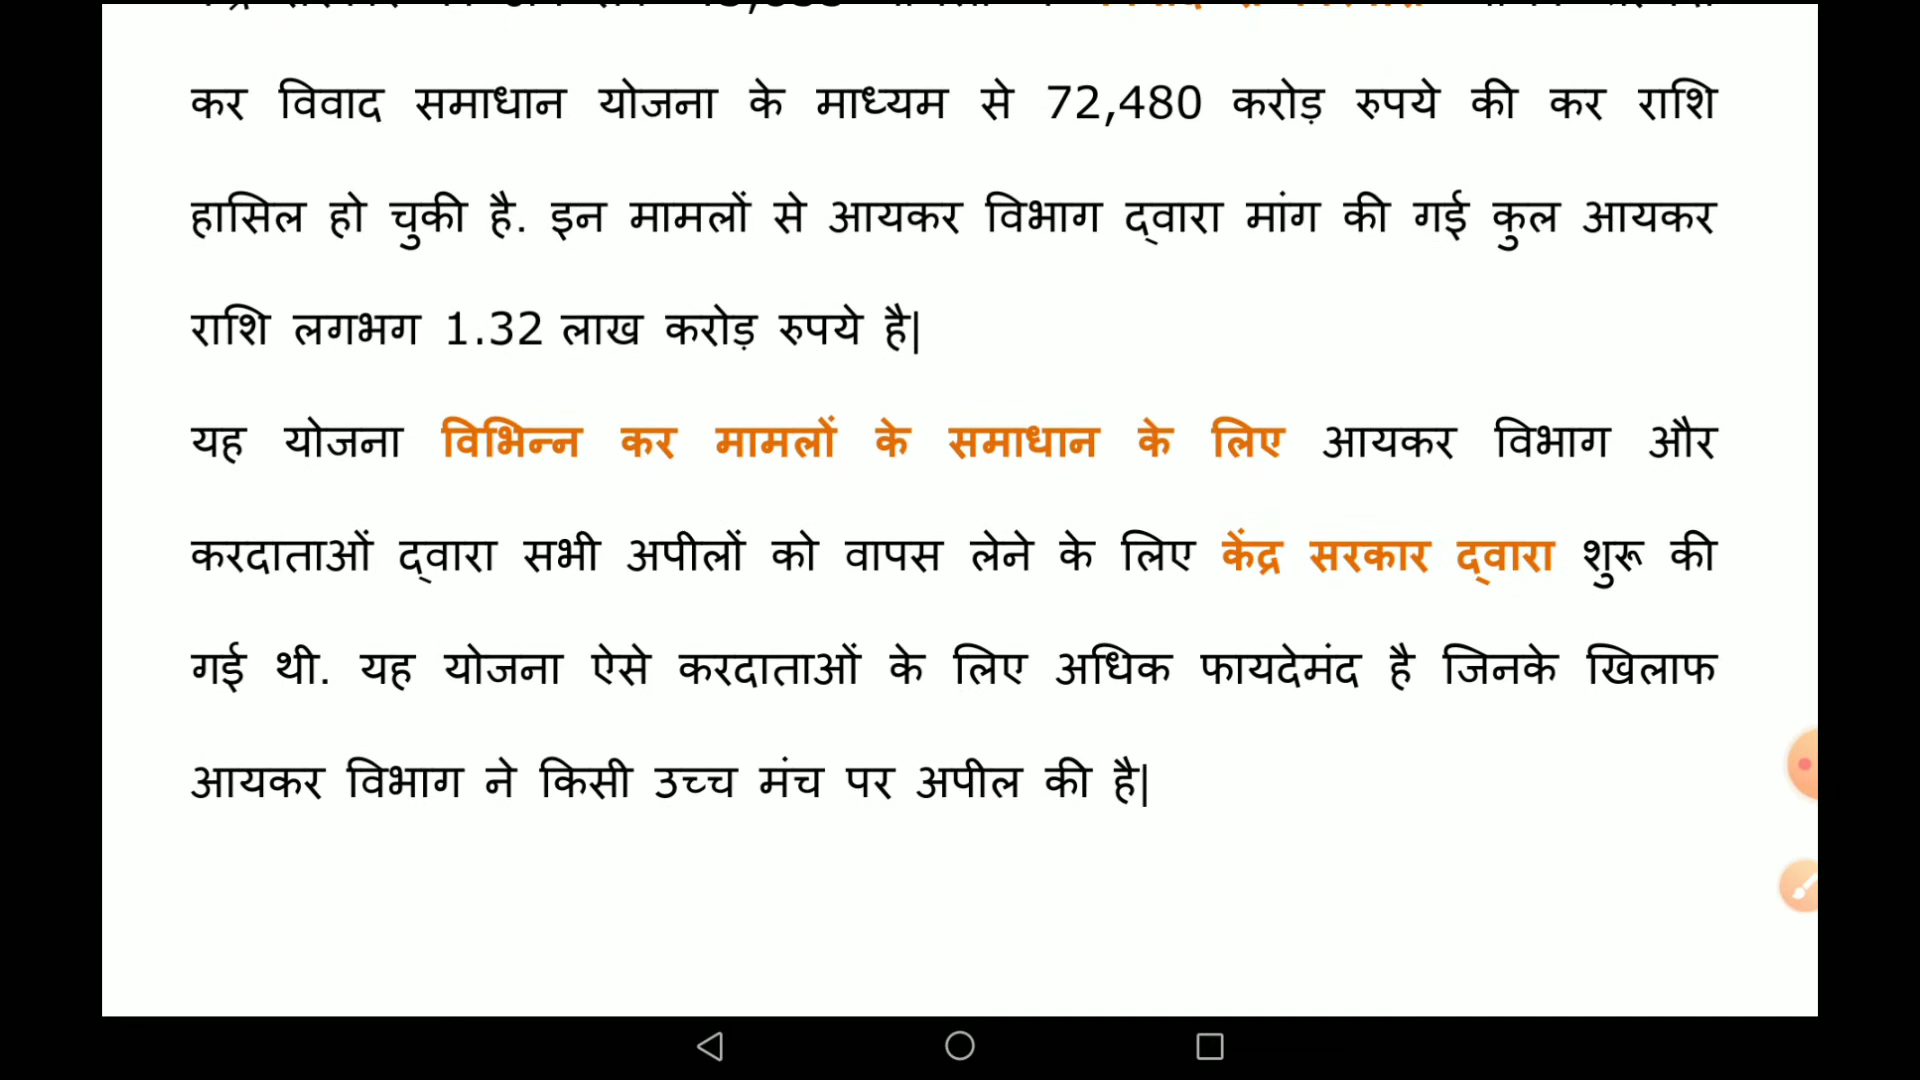 कर विवाद समाधान योजना के माध्यम से 72,480 करोड़ रुपये की कर राशि
हासिल हो चुकी है. इन मामलों से आयकर विभाग द्वारा मांग की गई कुल आयकर
राशि लगभग 1.32 लाख करोड़ रुपये है|
यह योजना विभिन्न कर मामलों के समाधान के लिए आयकर विभाग और
करदाताओं द्वारा सभी अपीलों को वापस लेने के लिए केंद्र सरकार द्वारा शुरू की
गई थी. यह योजना ऐसे करदाताओं के लिए अधिक फायदेमंद है जिनके खिलाफ
आयकर विभाग ने किसी उच्च मंच पर अपील की है|